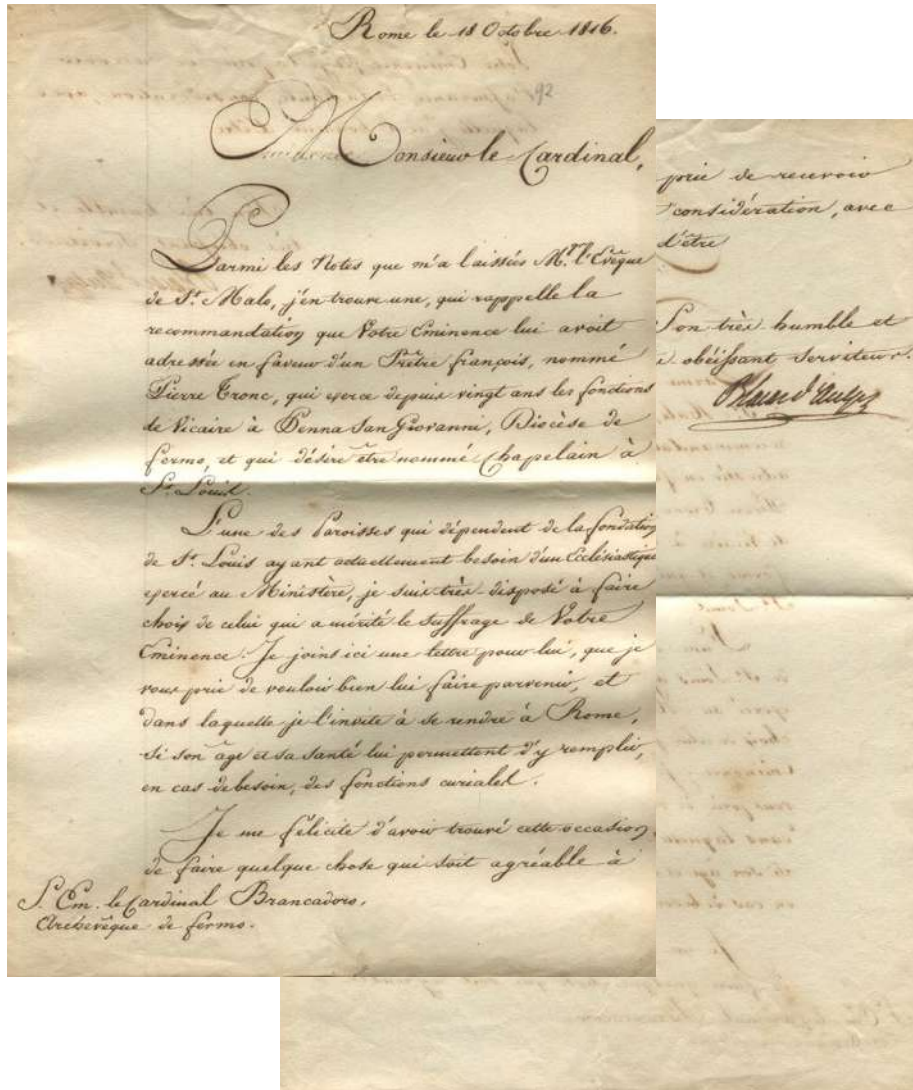 Rome le 18 Octobre 1816.
92
Monsieur le Cardinal,
Parmi les Notes que m'a laissées Mgr. l'Evêque
de St. Malo, j'en trouve une, qui rappelle la
recommandation que Votre Eminence lui avoit
adressée en faveur d'un Prêtre françois, nommé
Pierre Tronc, qui exerce depuis vingt ans les fonctions
de Vicaire à Penna San Giovanni, Diocèse de
fermo, et qui désire être nommé Chapelain à
St. Louis.
L'une des Paroisses qui dépendent de la fondation
de St. Louis ayant actuellement besoin d'un Ecclésiastique
exercé au Ministère, je suis très-disposé à faire
choix de celui qui a mérité le suffrage de Votre
Eminence. Je joins ici une lettre pour lui, que je
vous prie de vouloir bien lui faire parvenir, et
dans laquelle je l'invite à se rendre à Rome,
si son âge et sa santé lui permettent d'y remplir,
en cas de besoin, des fonctions curiales.
Je me félicite d'avoir trouvé cette occasion
de faire quelque chose qui soit agréable à
S. Em. le Cardinal Brancadoro,
Archevêque de fermo.
prie de recevoir
considération, avec
d'être
Son très humble et
obéissant Serviteur.